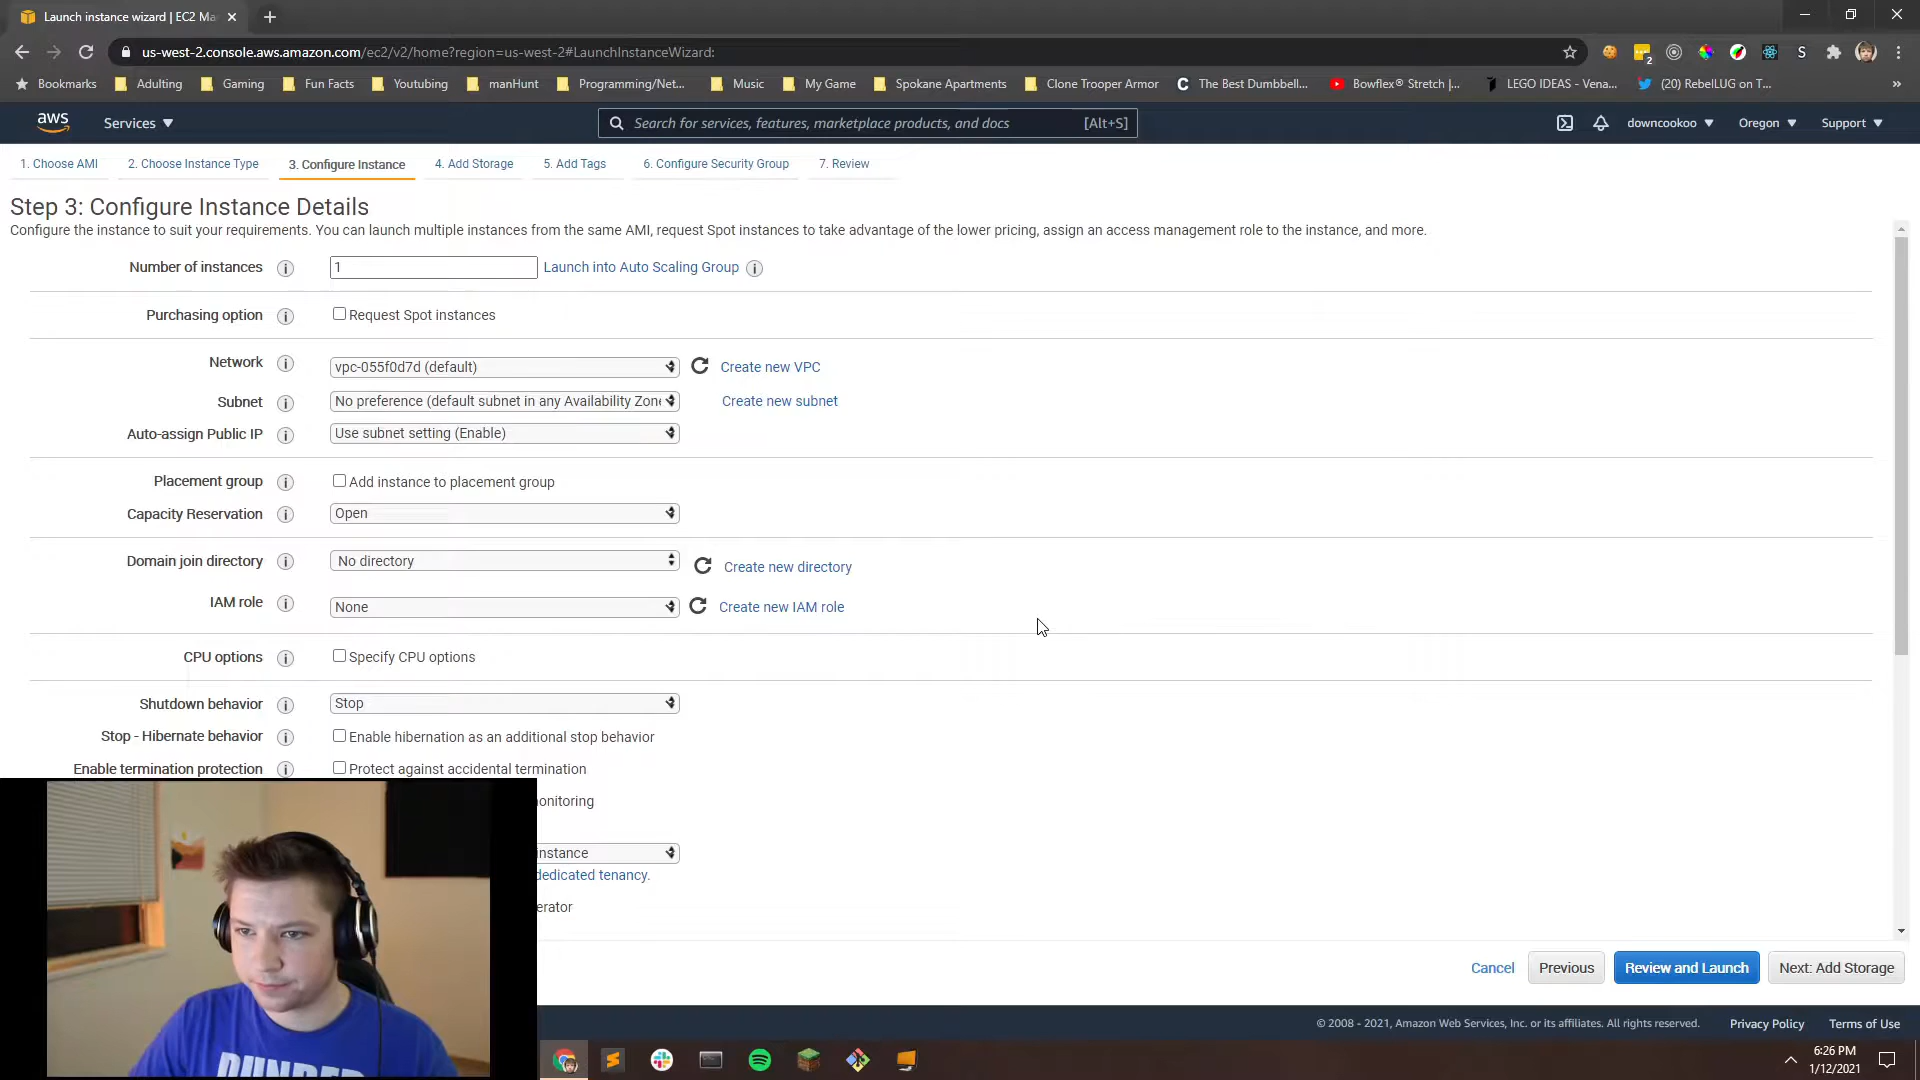 Launch instance wizard | EC2 Ma
us-west-2.console.aws.amazon.com/ec2/v2/home?region=us-west-2#LaunchInstanceWizard:
2
S
Bookmarks Adulting Gaming Fun Facts Youtubing manHunt Programming/Net... Music My Game Spokane Apartments Clone Trooper Armor C The Best Dumbbell... Bowflex® Stretch |... LEGO IDEAS - Vena... (20) RebelLUG on T... »
aws Services Search for services, features, marketplace products, and docs [Alt+S] downcookoo Oregon Support
1. Choose AMI 2. Choose Instance Type 3. Configure Instance 4. Add Storage 5. Add Tags 6. Configure Security Group 7. Review
Step 3: Configure Instance Details
Configure the instance to suit your requirements. You can launch multiple instances from the same AMI, request Spot instances to take advantage of the lower pricing, assign an access management role to the instance, and more.
Number of instances i 1 Launch into Auto Scaling Group i
Purchasing option i Request Spot instances
Network i vpc-055f0d7d (default) Create new VPC
Subnet i No preference (default subnet in any Availability Zone Create new subnet
Auto-assign Public IP i Use subnet setting (Enable)
Placement group i Add instance to placement group
Capacity Reservation i Open
Domain join directory i No directory Create new directory
IAM role i None Create new IAM role
CPU options i Specify CPU options
Shutdown behavior i Stop
Stop - Hibernate behavior i Enable hibernation as an additional stop behavior
Enable termination protection i Protect against accidental termination
onitoring
instance
dedicated tenancy.
erator
Cancel Previous Review and Launch Next: Add Storage
© 2008 - 2021, Amazon Web Services, Inc. or its affiliates. All rights reserved. Privacy Policy Terms of Use
6:26 PM
1/12/2021